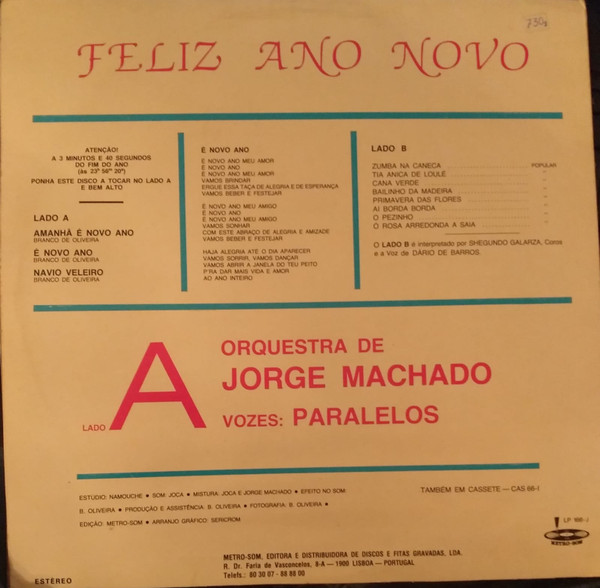 730$
FELIZ ANO NOVO
ATENÇÃO!
A 3 MINUTOS E 40 SEGUNDOS
DO FIM DO ANO
(às 23ʰ 56ᵐ 20ˢ)
PONHA ESTE DISCO A TOCAR NO LADO A
E BEM ALTO
LADO A
AMANHÃ É NOVO ANO
BRANCO DE OLIVEIRA
É NOVO ANO
BRANCO DE OLIVEIRA
NAVIO VELEIRO
BRANCO DE OLIVEIRA
É NOVO ANO
É NOVO ANO MEU AMOR
É NOVO ANO
É NOVO ANO MEU AMOR
VAMOS BRINDAR
ERGUE ESSA TAÇA DE ALEGRIA E DE ESPERANÇA
VAMOS BEBER E FESTEJAR
É NOVO ANO MEU AMIGO
É NOVO ANO
É NOVO ANO MEU AMIGO
VAMOS SONHAR
COM ESTE ABRAÇO DE ALEGRIA E AMIZADE
VAMOS BEBER E FESTEJAR
HAJA ALEGRIA ATÉ O DIA APARECER
VAMOS SORRIR, VAMOS DANÇAR
VAMOS ABRIR A JANELA DO TEU PEITO
P'RA DAR MAIS VIDA E AMOR
AO ANO INTEIRO
LADO B
ZUMBA NA CANECA POPULAR
TIA ANICA DE LOULÉ "
CANA VERDE "
BAILINHO DA MADEIRA "
PRIMAVERA DAS FLORES "
AI BORDA BORDA "
O PEZINHO "
O ROSA ARREDONDA A SAIA "
O LADO B é interpretado por SHEGUNDO GALARZA, Coros
e a Voz de DÁRIO DE BARROS.
LADO A
ORQUESTRA DE
JORGE MACHADO
VOZES: PARALELOS
ESTÚDIO: NAMOUCHE • SOM: JOCA • MISTURA: JOCA E JORGE MACHADO • EFEITO NO SOM:
B. OLIVEIRA • PRODUÇÃO E ASSISTÊNCIA: B. OLIVEIRA • FOTOGRAFIA: B. OLIVEIRA •
EDIÇÃO: METRO-SOM • ARRANJO GRÁFICO: SERICROM
TAMBÉM EM CASSETE — CAS 66-I
METRO-SOM
ESTÉREO
METRO-SOM, EDITORA E DISTRIBUIDORA DE DISCOS E FITAS GRAVADAS, LDA.
R. Dr. Faria de Vasconcelos, 8-A — 1900 LISBOA — PORTUGAL
Telefs.: 80 30 07 - 88 88 00